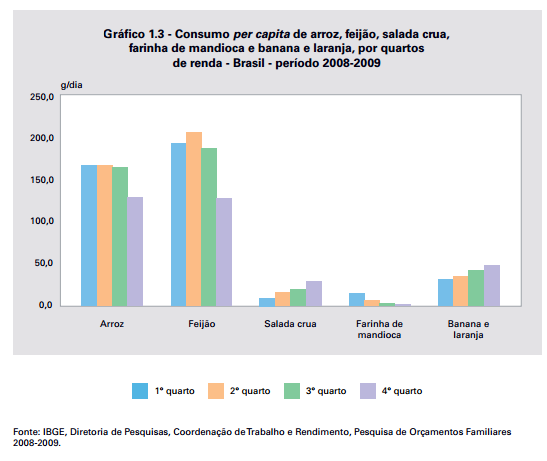 Gráfico 1.3 - Consumo per capita de arroz, feijão, salada crua,
farinha de mandioca e banana e laranja, por quartos
de renda - Brasil - período 2008-2009
g/dia
250,0
200,0
150,0
100,0
50,0
0,0
Arroz
Feijão
Salada crua
Farinha de
mandioca
Banana e
laranja
1º quarto
2º quarto
3º quarto
4º quarto
Fonte: IBGE, Diretoria de Pesquisas, Coordenação de Trabalho e Rendimento, Pesquisa de Orçamentos Familiares
2008-2009.